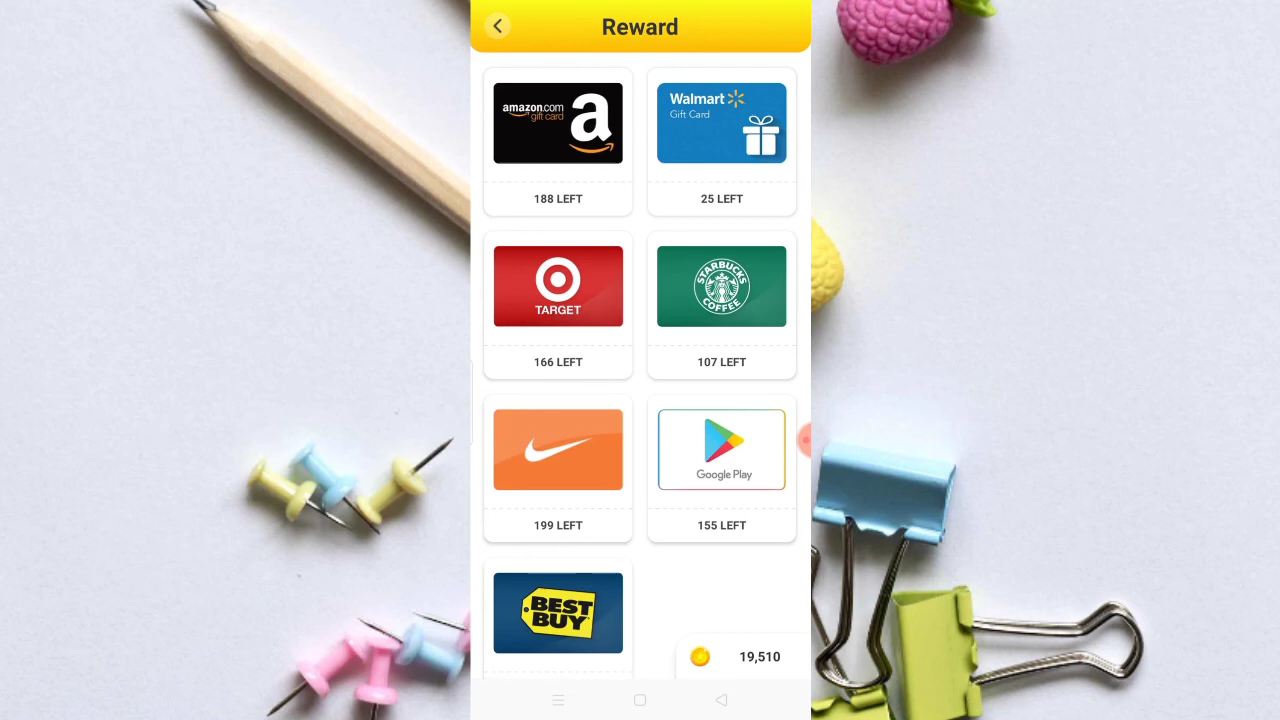 Reward
amazon.com
gift card
a
Walmart
Gift Card
188 LEFT
25 LEFT
TARGET
STARBUCKS
COFFEE
166 LEFT
107 LEFT
Google Play
199 LEFT
155 LEFT
BEST
BUY
19,510